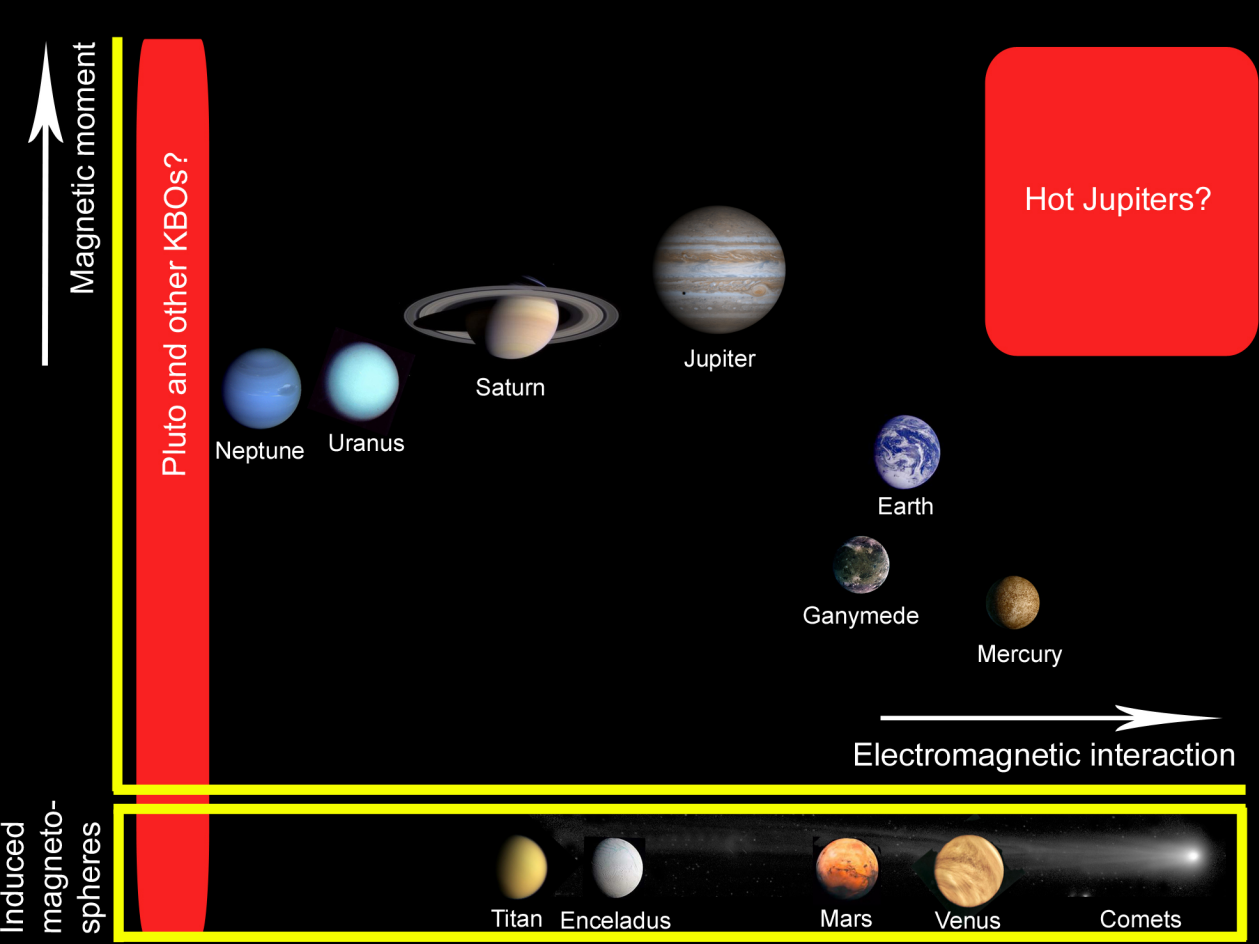 Magnetic moment
Pluto and other KBOs?
Hot Jupiters?
Neptune
Uranus
Saturn
Jupiter
Earth
Ganymede
Mercury
Electromagnetic interaction
Induced
magneto-
spheres
Titan
Enceladus
Mars
Venus
Comets